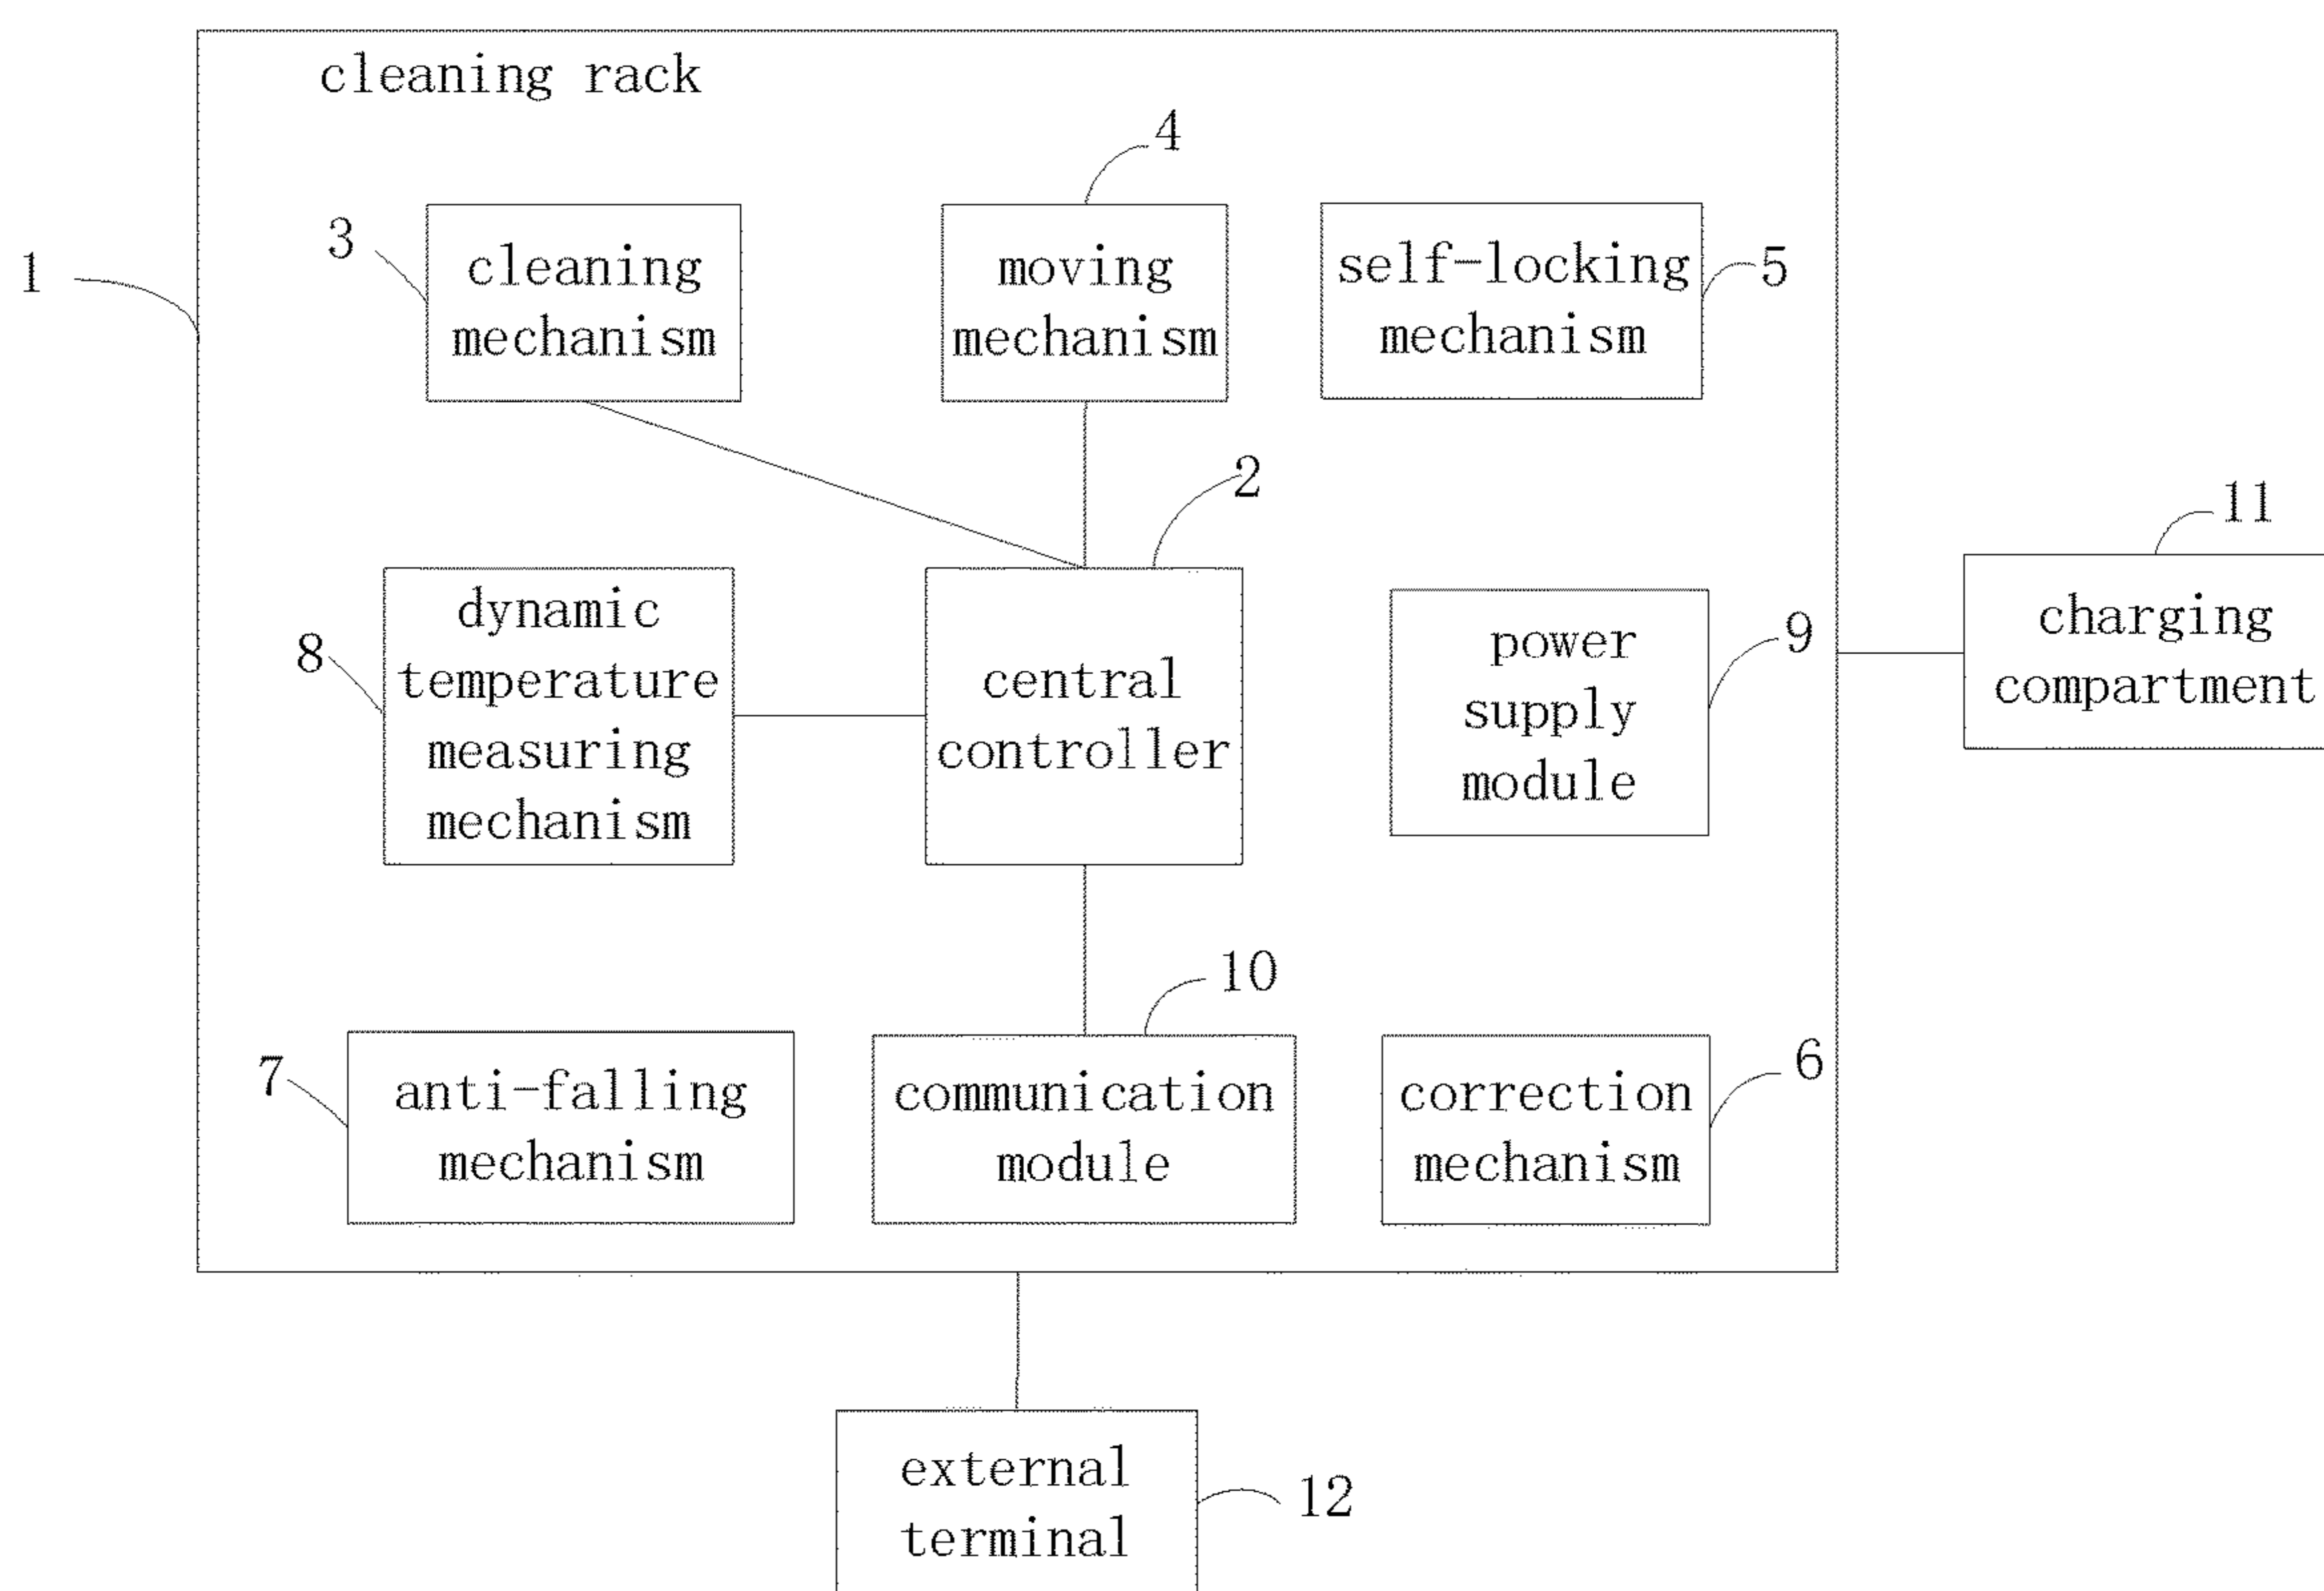 cleaning rack
4
3
cleaning
mechanism
moving
mechanism
self-locking
mechanism
5
1
2
11
8
dynamic
temperature
measuring
mechanism
central
controller
power
supply
module
9
charging
compartment
10
7
anti-falling
mechanism
communication
module
correction
mechanism
6
external
terminal
12